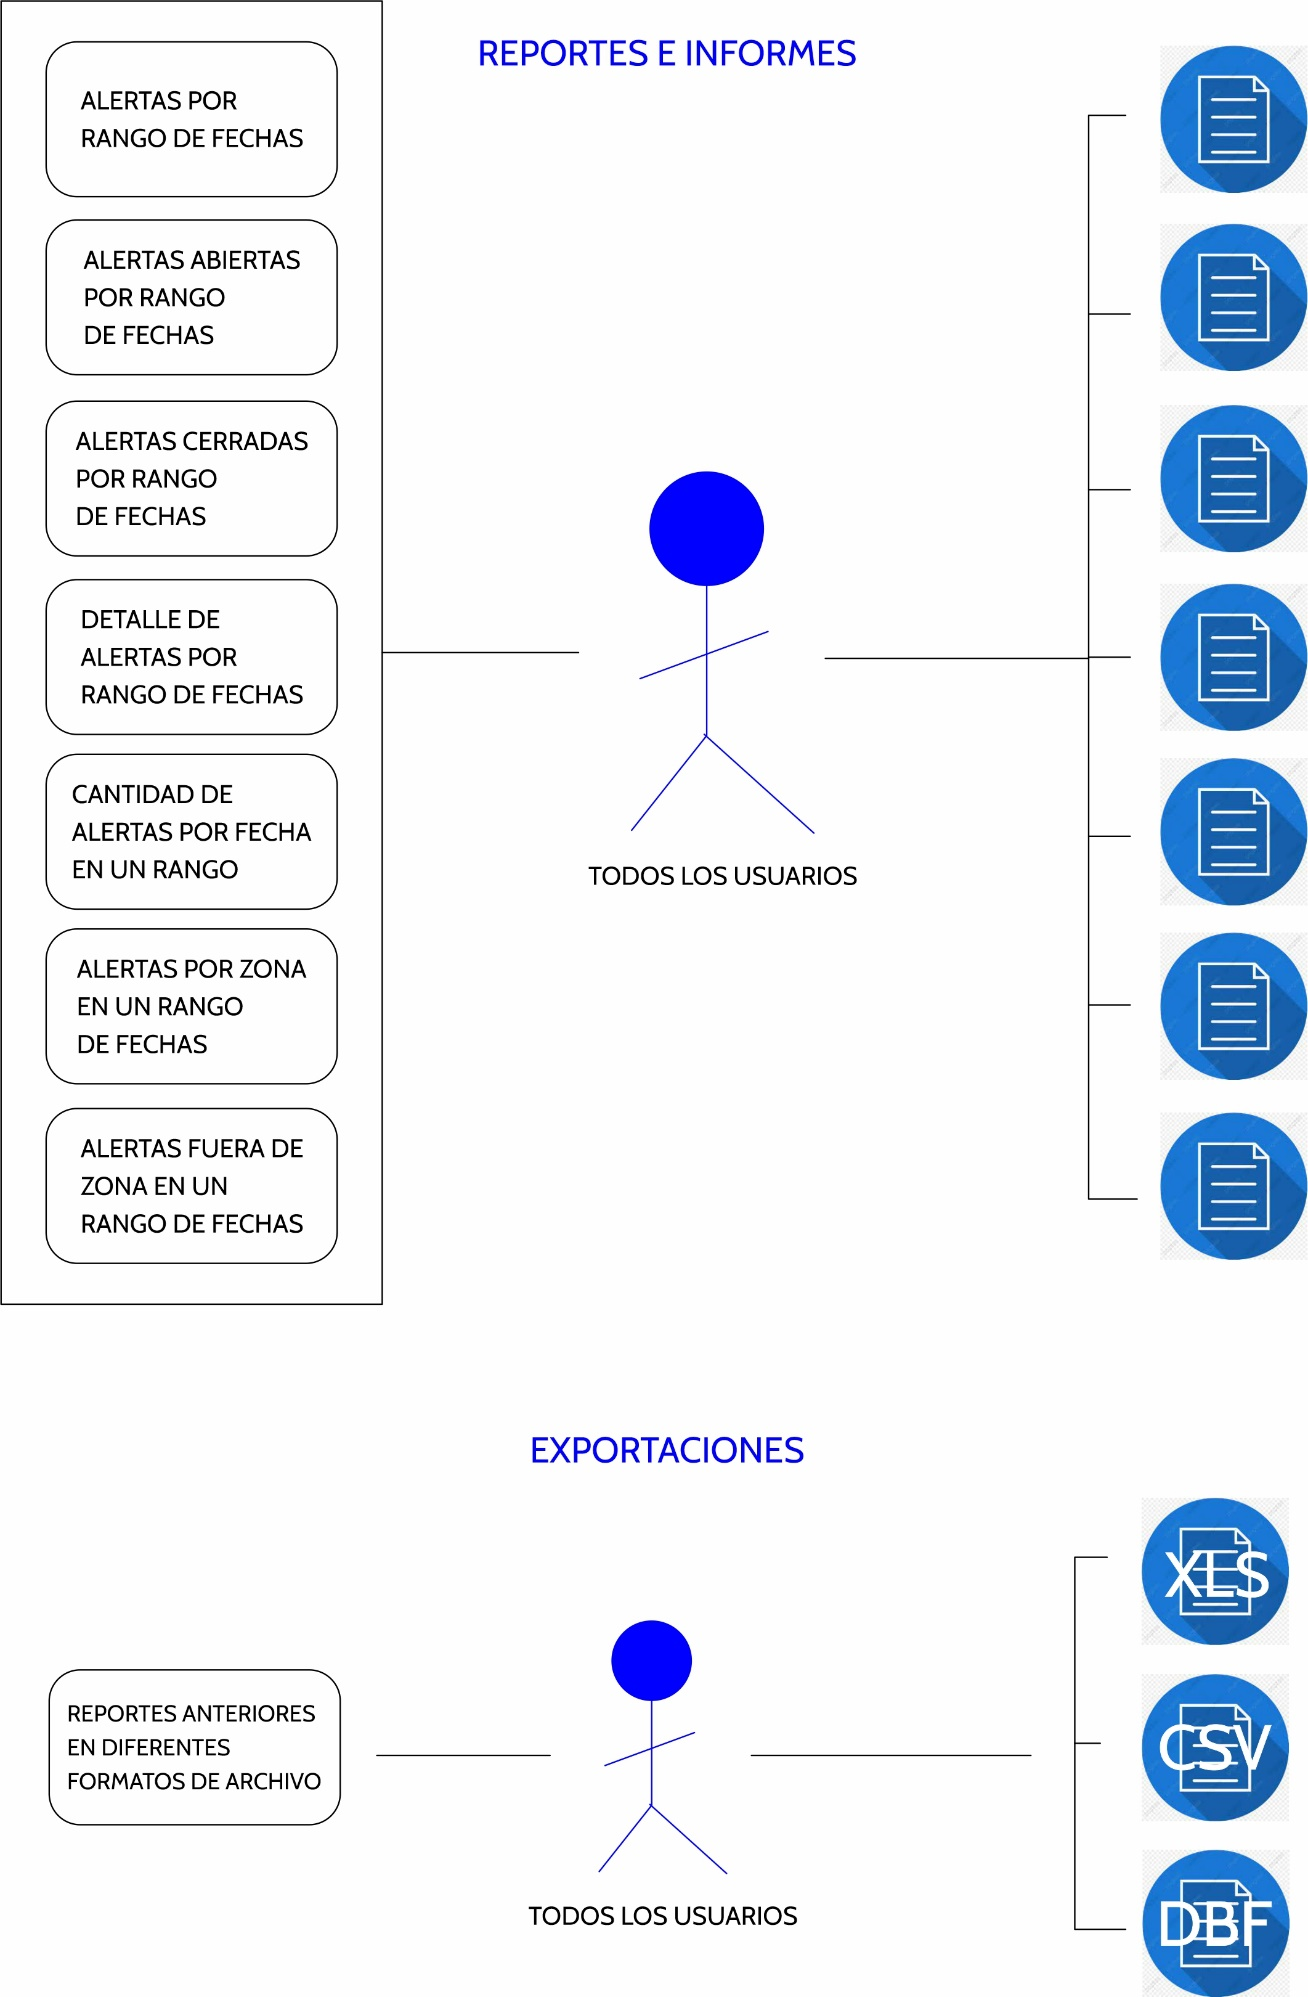 REPORTES E INFORMES
ALERTAS POR
RANGO DE FECHAS
ALERTAS ABIERTAS
POR RANGO
DE FECHAS
ALERTAS CERRADAS
POR RANGO
DE FECHAS
DETALLE DE
ALERTAS POR
RANGO DE FECHAS
CANTIDAD DE
ALERTAS POR FECHA
EN UN RANGO
ALERTAS POR ZONA
EN UN RANGO
DE FECHAS
ALERTAS FUERA DE
ZONA EN UN
RANGO DE FECHAS
TODOS LOS USUARIOS
EXPORTACIONES
REPORTES ANTERIORES
EN DIFERENTES
FORMATOS DE ARCHIVO
TODOS LOS USUARIOS
XLS
CSV
DBF